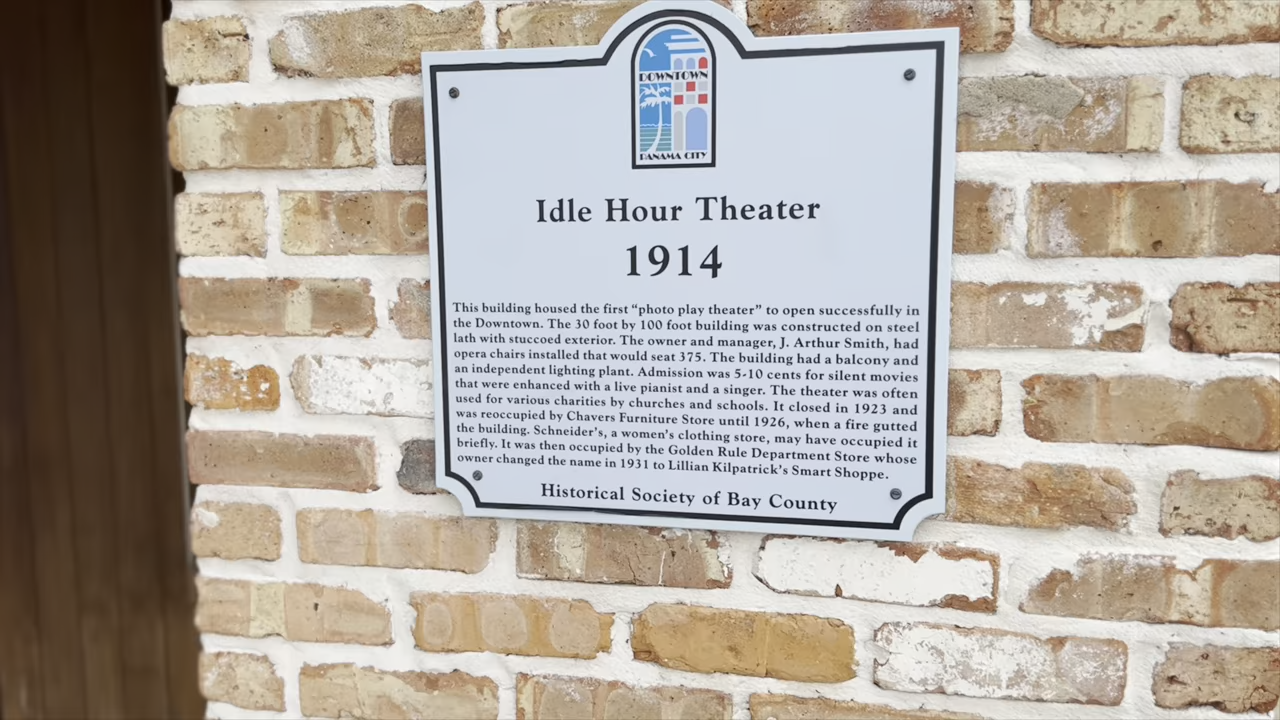 DOWNTOWN
PANAMA CITY
Idle Hour Theater
1914
This building housed the first “photo play theater” to open successfully in
the Downtown. The 30 foot by 100 foot building was constructed on steel
lath with stuccoed exterior. The owner and manager, J. Arthur Smith, had
opera chairs installed that would seat 375. The building had a balcony and
an independent lighting plant. Admission was 5-10 cents for silent movies
that were enhanced with a live pianist and a singer. The theater was often
used for various charities by churches and schools. It closed in 1923 and
was reoccupied by Chavers Furniture Store until 1926, when a fire gutted
the building. Schneider’s, a women’s clothing store, may have occupied it
briefly. It was then occupied by the Golden Rule Department Store whose
owner changed the name in 1931 to Lillian Kilpatrick’s Smart Shoppe.
Historical Society of Bay County